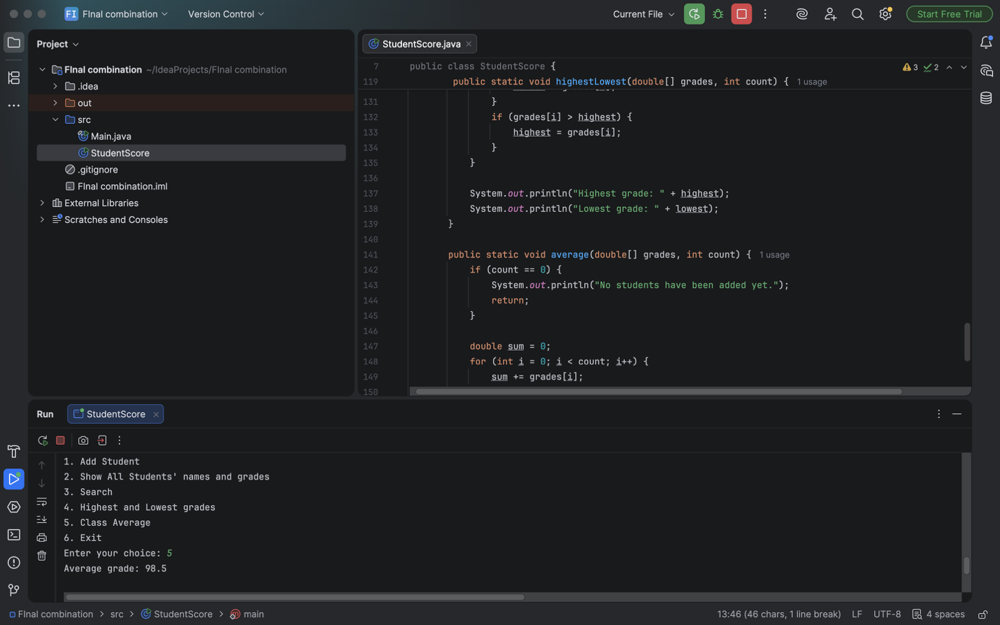 FI FInal combination Version Control Current File Start Free Trial
Project
FInal combination ~/IdeaProjects/FInal combination
.idea
out
src
Main.java
StudentScore
.gitignore
FInal combination.iml
External Libraries
Scratches and Consoles
StudentScore.java
7 public class StudentScore { 3 2
119 public static void highestLowest(double[] grades, int count) { 1 usage
131 }
132 if (grades[i] > highest) {
133 highest = grades[i];
134 }
135 }
136
137 System.out.println("Highest grade: " + highest);
138 System.out.println("Lowest grade: " + lowest);
139 }
140
141 public static void average(double[] grades, int count) { 1 usage
142 if (count == 0) {
143 System.out.println("No students have been added yet.");
144 return;
145 }
146
147 double sum = 0;
148 for (int i = 0; i < count; i++) {
149 sum += grades[i];
150
Run StudentScore
1. Add Student
2. Show All Students' names and grades
3. Search
4. Highest and Lowest grades
5. Class Average
6. Exit
Enter your choice: 5
Average grade: 98.5
FInal combination > src > StudentScore > main 13:46 (46 chars, 1 line break) LF UTF-8 4 spaces